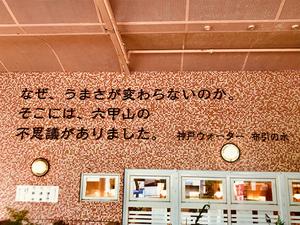 なぜ、うまさが変わらないのか。
そこには、六甲山の
不思議がありました。 神戸ウォーター 布引の水